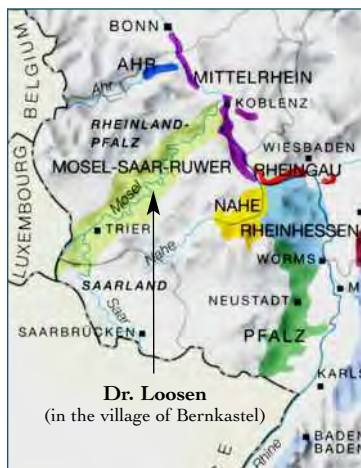 BONN
BELGIUM
AHR
Ahr
MITTELRHEIN
KOBLENZ
RHEINLAND-
PFALZ
WIESBADEN
MOSEL-SAAR-RUWER
RHEINGAU
LUXEMBOURG
Mosel
NAHE
RHEINHESSEN
TRIER
Nahe
WORMS
M
SAARLAND
NEUSTADT
Saar
SAARBRÜCKEN
PFALZ
KARLS
Dr. Loosen
(in the village of Bernkastel)
E
Rhine
BADEN
BADEN